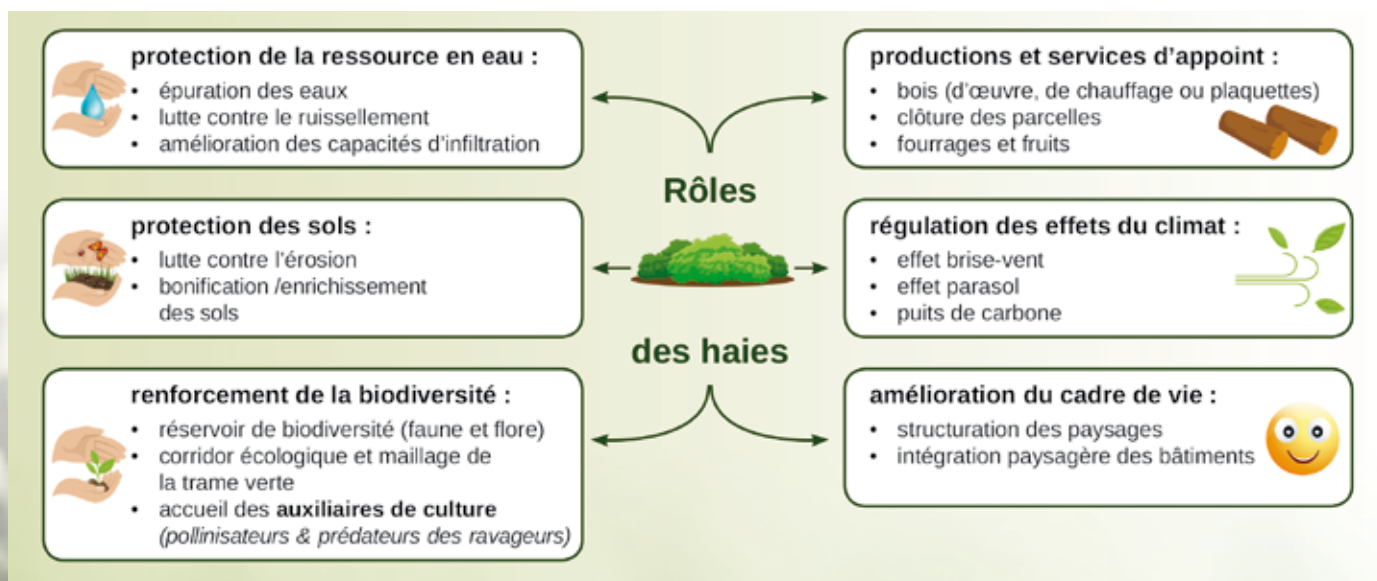 protection de la ressource en eau :
• épuration des eaux
• lutte contre le ruissellement
• amélioration des capacités d'infiltration
protection des sols :
• lutte contre l'érosion
• bonification /enrichissement
des sols
renforcement de la biodiversité :
• réservoir de biodiversité (faune et flore)
• corridor écologique et maillage de
la trame verte
• accueil des auxiliaires de culture
(pollinisateurs & prédateurs des ravageurs)
Rôles
des haies
productions et services d'appoint :
• bois (d'œuvre, de chauffage ou plaquettes)
• clôture des parcelles
• fourrages et fruits
régulation des effets du climat :
• effet brise-vent
• effet parasol
• puits de carbone
amélioration du cadre de vie :
• structuration des paysages
• intégration paysagère des bâtiments